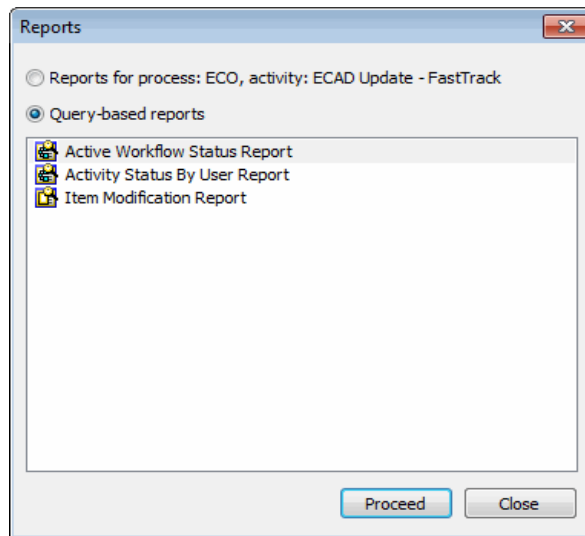 Reports
Reports for process: ECO, activity: ECAD Update - FastTrack
Query-based reports
Active Workflow Status Report
Activity Status By User Report
Item Modification Report
Proceed
Close